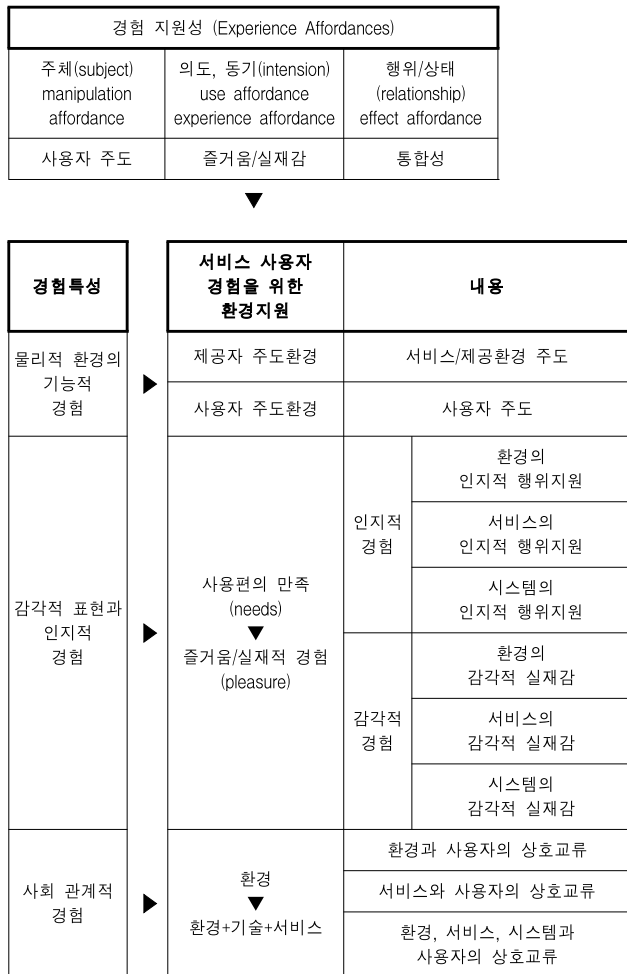 경험 지원성 (Experience Affordances)
주체(subject)
manipulation
affordance
의도, 동기(intension)
use affordance
experience affordance
행위/상태
(relationship)
effect affordance
사용자 주도
즐거움/실재감
통합성
▼
경험특성
서비스 사용자
경험을 위한
환경지원
내용
물리적 환경의
기능적
경험
▶
제공자 주도환경
서비스/제공환경 주도
사용자 주도환경
사용자 주도
감각적 표현과
인지적
경험
▶
사용편의 만족
(needs)
▼
즐거움/실재적 경험
(pleasure)
인지적
경험
환경의
인지적 행위지원
서비스의
인지적 행위지원
시스템의
인지적 행위지원
감각적
경험
환경의
감각적 실재감
서비스의
감각적 실재감
시스템의
감각적 실재감
사회 관계적
경험
▶
환경
▼
환경+기술+서비스
환경과 사용자의 상호교류
서비스와 사용자의 상호교류
환경, 서비스, 시스템과
사용자의 상호교류